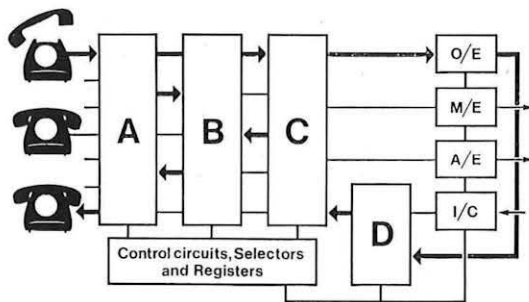 O/E
M/E
A B C
A/E
I/C
D
Control circuits, Selectors
and Registers